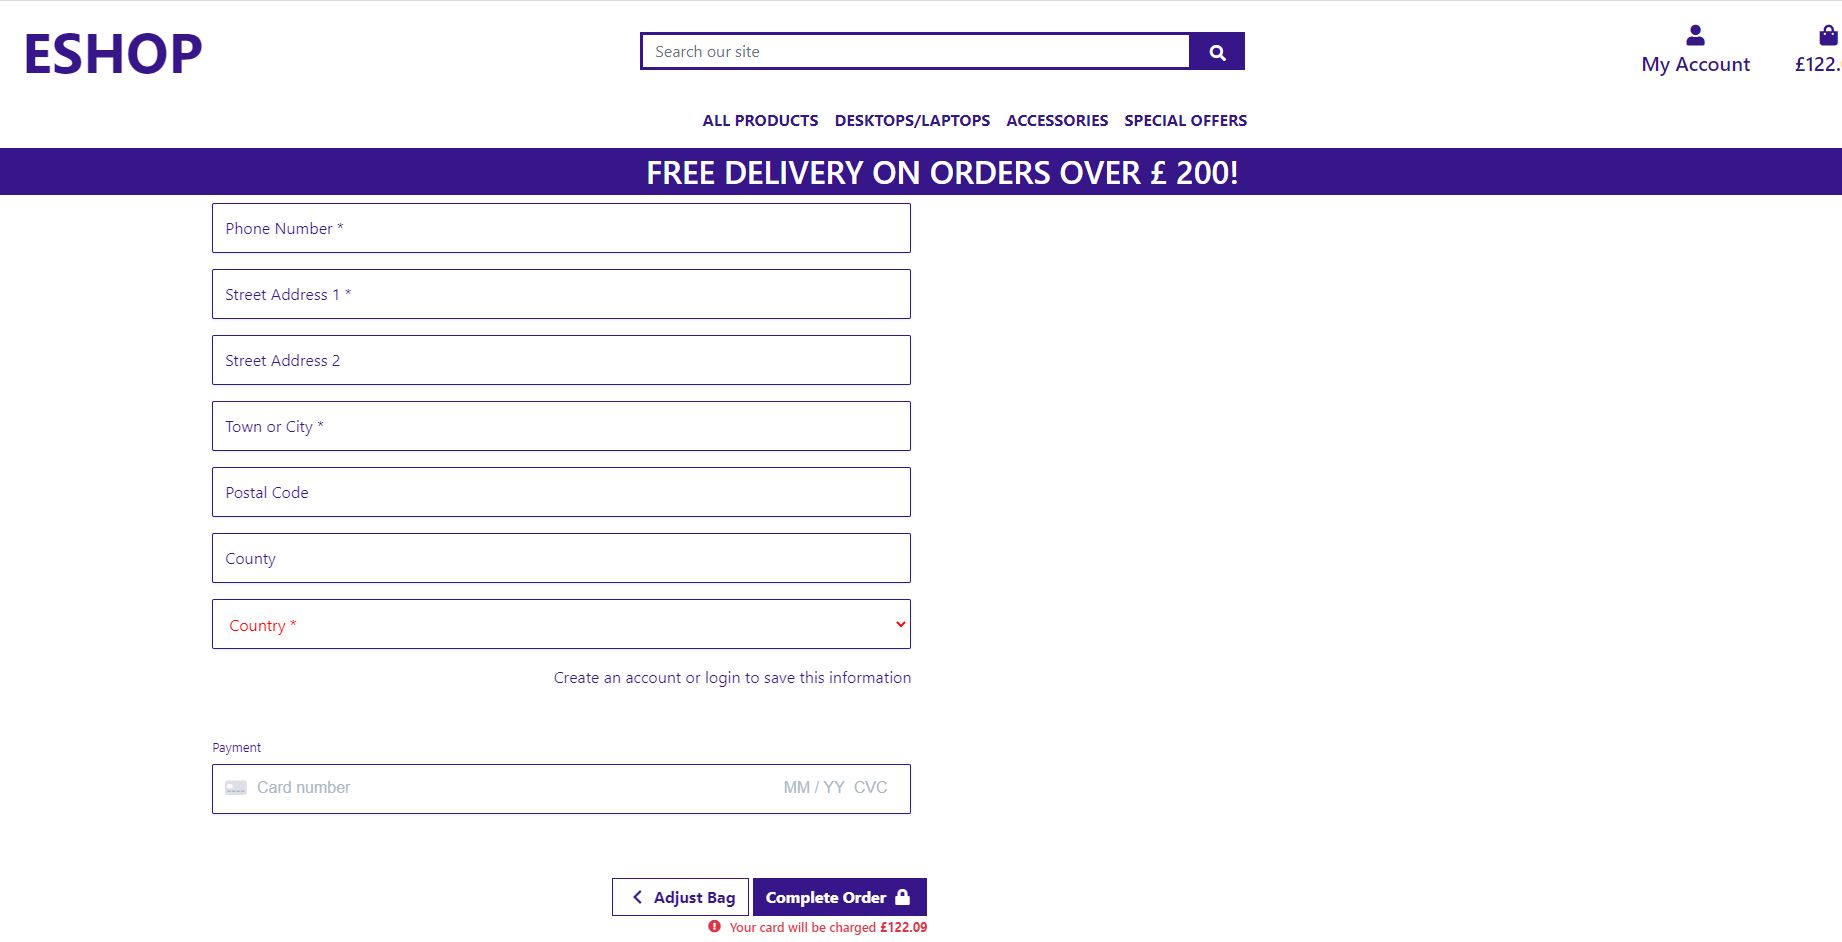 ESHOP
Search our site
My Account
£122.
ALL PRODUCTS DESKTOPS/LAPTOPS ACCESSORIES SPECIAL OFFERS
FREE DELIVERY ON ORDERS OVER £ 200!
Phone Number *
Street Address 1 *
Street Address 2
Town or City *
Postal Code
County
Country *
Create an account or login to save this information
Payment
Card number MM / YY CVC
Adjust Bag Complete Order
Your card will be charged £122.09